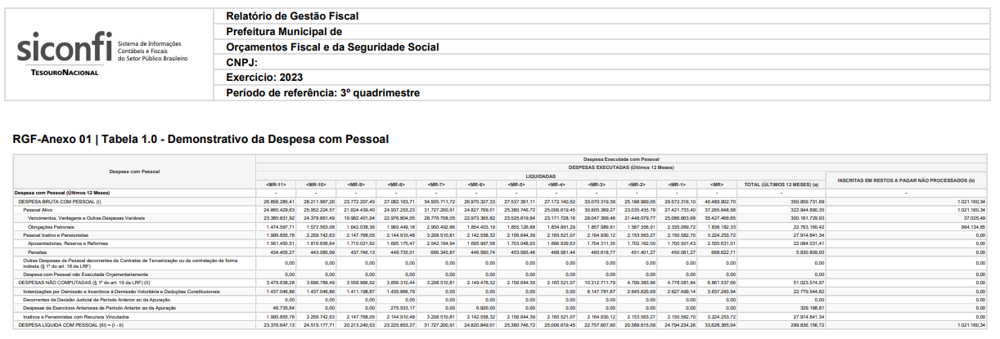 siconfi
Sistema de Informações
Contábeis e Fiscais
do Setor Público Brasileiro
TESOURONACIONAL
Relatório de Gestão Fiscal
Prefeitura Municipal de
Orçamentos Fiscal e da Seguridade Social
CNPJ:
Exercício: 2023
Período de referência: 3º quadrimestre
RGF-Anexo 01 | Tabela 1.0 - Demonstrativo da Despesa com Pessoal
Despesa com Pessoal
Despesa Executada com Pessoal
DESPESAS EXECUTADAS (Últimos 12 Meses)
LIQUIDADAS
INSCRITAS EM RESTOS A PAGAR NÃO PROCESSADOS (b)
<MR-11> <MR-10> <MR-9> <MR-8> <MR-7> <MR-6> <MR-5> <MR-4> <MR-3> <MR-2> <MR-1> <MR> TOTAL (ÚLTIMOS 12 MESES) (a)
Despesa com Pessoal (Últimos 12 Meses) - - - - - - - - - - - - - -
DESPESA BRUTA COM PESSOAL (I) 26.856.285,41 28.211.967,20 23.772.207,45 27.082.163,71 34.935.711,72 26.970.327,33 27.537.391,11 27.172.140,52 33.070.319,39 25.188.999,05 29.572.316,10 40.489.902,70 350.859.731,69 1.021.160,34
Pessoal Ativo 24.860.429,63 25.952.224,57 21.624.439,40 24.937.253,23 31.727.200,91 24.827.769,01 25.380.746,72 25.006.619,45 30.905.389,27 23.035.435,78 27.421.733,40 37.265.648,98 322.944.890,35 1.021.160,34
Vencimentos, Vantagens e Outras Despesas Variáveis 23.385.831,92 24.379.661,49 19.982.401,04 22.976.804,05 28.776.708,05 22.973.365,82 23.525.619,84 23.171.728,16 29.047.399,46 21.448.079,77 25.086.663,68 35.427.466,65 300.181.729,93 37.025,49
Obrigações Patronais 1.474.597,71 1.572.563,08 1.642.038,36 1.960.449,18 2.950.492,86 1.854.403,19 1.855.126,88 1.834.891,29 1.857.989,81 1.587.356,01 2.335.069,72 1.838.182,33 22.763.160,42 984.134,85
Pessoal Inativo e Pensionistas 1.995.855,78 2.259.742,63 2.147.768,05 2.144.910,48 3.208.510,81 2.142.558,32 2.156.644,39 2.165.521,07 2.164.930,12 2.153.563,27 2.150.582,70 3.224.253,72 27.914.841,34 0,00
Aposentadorias, Reserva e Reformas 1.561.450,51 1.816.656,64 1.710.021,92 1.695.175,47 2.542.164,94 1.695.967,58 1.703.048,93 1.696.939,63 1.704.311,35 1.702.162,00 1.700.501,43 2.555.631,01 22.084.031,41 0,00
Pensões 434.405,27 443.085,99 437.746,13 449.735,01 666.345,87 446.590,74 453.595,46 468.581,44 460.618,77 451.401,27 450.081,27 668.622,71 5.830.809,93 0,00
Outras Despesas de Pessoal decorrentes de Contratos de Terceirização ou de contratação de forma
indireta (§ 1º do art. 18 da LRF) 0,00 0,00 0,00 0,00 0,00 0,00 0,00 0,00 0,00 0,00 0,00 0,00 0,00 0,00
Despesa com Pessoal não Executada Orçamentariamente 0,00 0,00 0,00 0,00 0,00 0,00 0,00 0,00 0,00 0,00 0,00 0,00 0,00 0,00
DESPESAS NÃO COMPUTADAS (§ 1º do art. 19 da LRF) (II) 3.479.638,28 3.696.789,49 3.558.966,92 3.856.310,44 3.208.510,81 2.149.478,32 2.156.644,39 2.165.521,07 10.312.711,79 4.799.383,96 4.778.081,84 6.861.537,66 51.023.574,97 0,00
Indenizações por Demissão e Incentivos à Demissão Voluntária e Deduções Constitucionais 1.437.046,86 1.437.046,86 1.411.198,87 1.435.866,79 0,00 0,00 0,00 0,00 8.147.781,67 2.645.820,69 2.627.499,14 3.637.283,94 22.779.544,82 0,00
Decorrentes de Decisão Judicial de Período Anterior ao da Apuração 0,00 0,00 0,00 0,00 0,00 0,00 0,00 0,00 0,00 0,00 0,00 0,00 0,00 0,00
Despesas de Exercícios Anteriores de Período Anterior ao da Apuração 46.735,64 0,00 0,00 275.533,17 0,00 6.920,00 0,00 0,00 0,00 0,00 0,00 0,00 329.188,81 0,00
Inativos e Pensionistas com Recursos Vinculados 1.995.855,78 2.259.742,63 2.147.768,05 2.144.910,48 3.208.510,81 2.142.558,32 2.156.644,39 2.165.521,07 2.164.930,12 2.153.563,27 2.150.582,70 3.224.253,72 27.914.841,34 0,00
DESPESA LÍQUIDA COM PESSOAL (III) = (I - II) 23.376.647,13 24.515.177,71 20.213.240,53 23.225.853,27 31.727.200,91 24.820.849,01 25.380.746,72 25.006.619,45 22.757.607,60 20.389.615,09 24.794.234,26 33.628.365,04 299.836.156,72 1.021.160,34